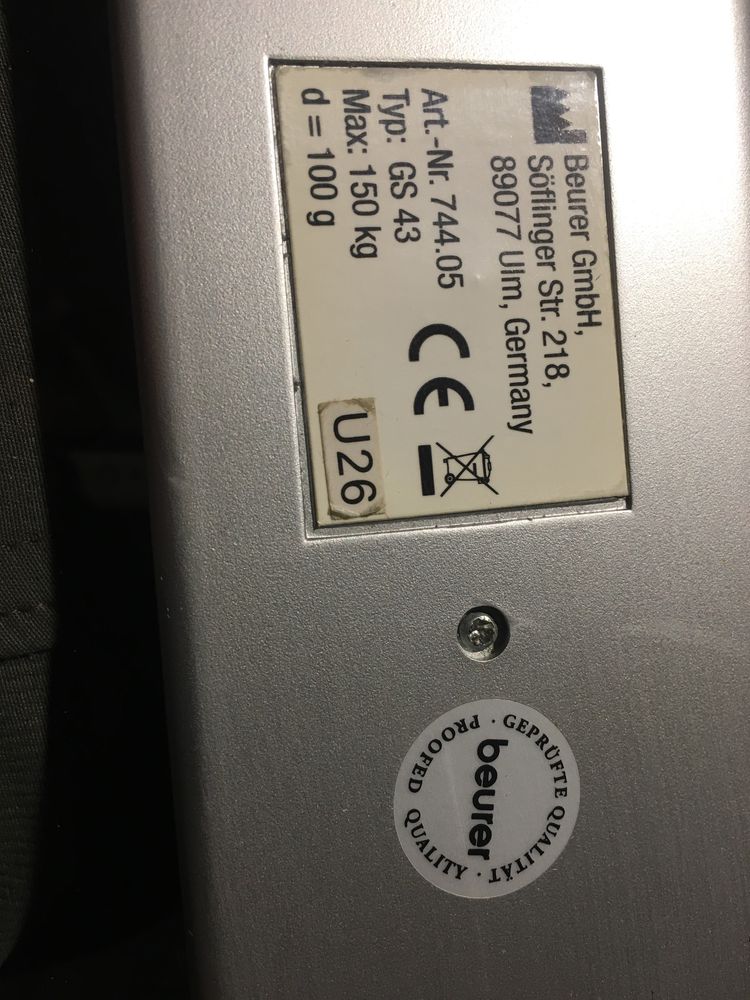 Beurer GmbH,
Söflinger Str. 218,
89077 Ulm, Germany
Art.-Nr. 744.05
Typ: GS 43
Max: 150 kg
d = 100 g
CE
U26
GEPRÜFTE QUALITÄT · PROOFED QUALITY ·
beurer